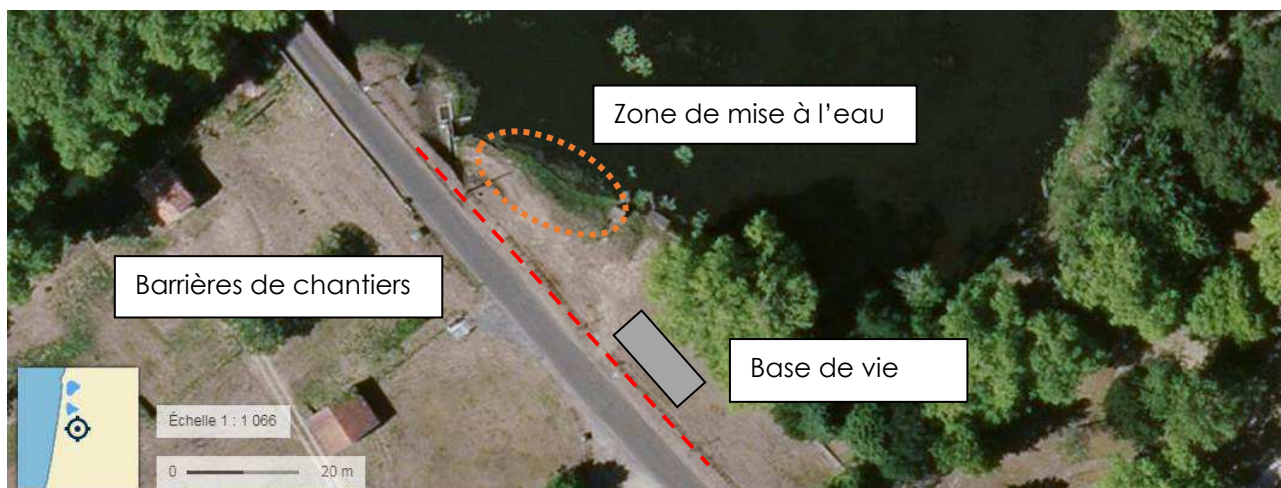 Zone de mise à l'eau
Barrières de chantiers
Base de vie
Échelle 1 : 1 066
0 20 m